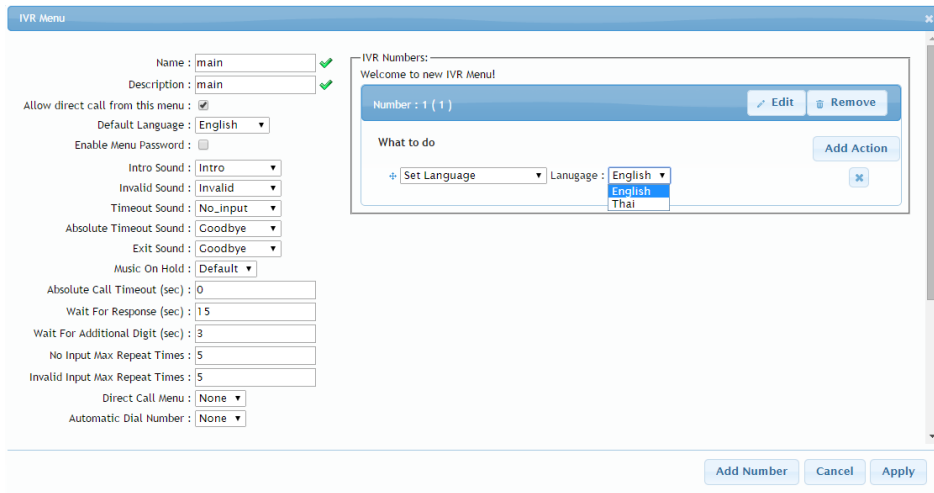 IVR Menu
Name : main
Description : main
Allow direct call from this menu :
Default Language : English
Enable Menu Password :
Intro Sound : Intro
Invalid Sound : Invalid
Timeout Sound : No_input
Absolute Timeout Sound : Goodbye
Exit Sound : Goodbye
Music On Hold : Default
Absolute Call Timeout (sec) : 0
Wait For Response (sec) : 15
Wait For Additional Digit (sec) : 3
No Input Max Repeat Times : 5
Invalid Input Max Repeat Times : 5
Direct Call Menu : None
Automatic Dial Number : None
IVR Numbers:
Welcome to new IVR Menu!
Number : 1 ( 1 ) Edit Remove
What to do
Add Action
Set Language Lanugage : English
English
Thai
Add Number Cancel Apply